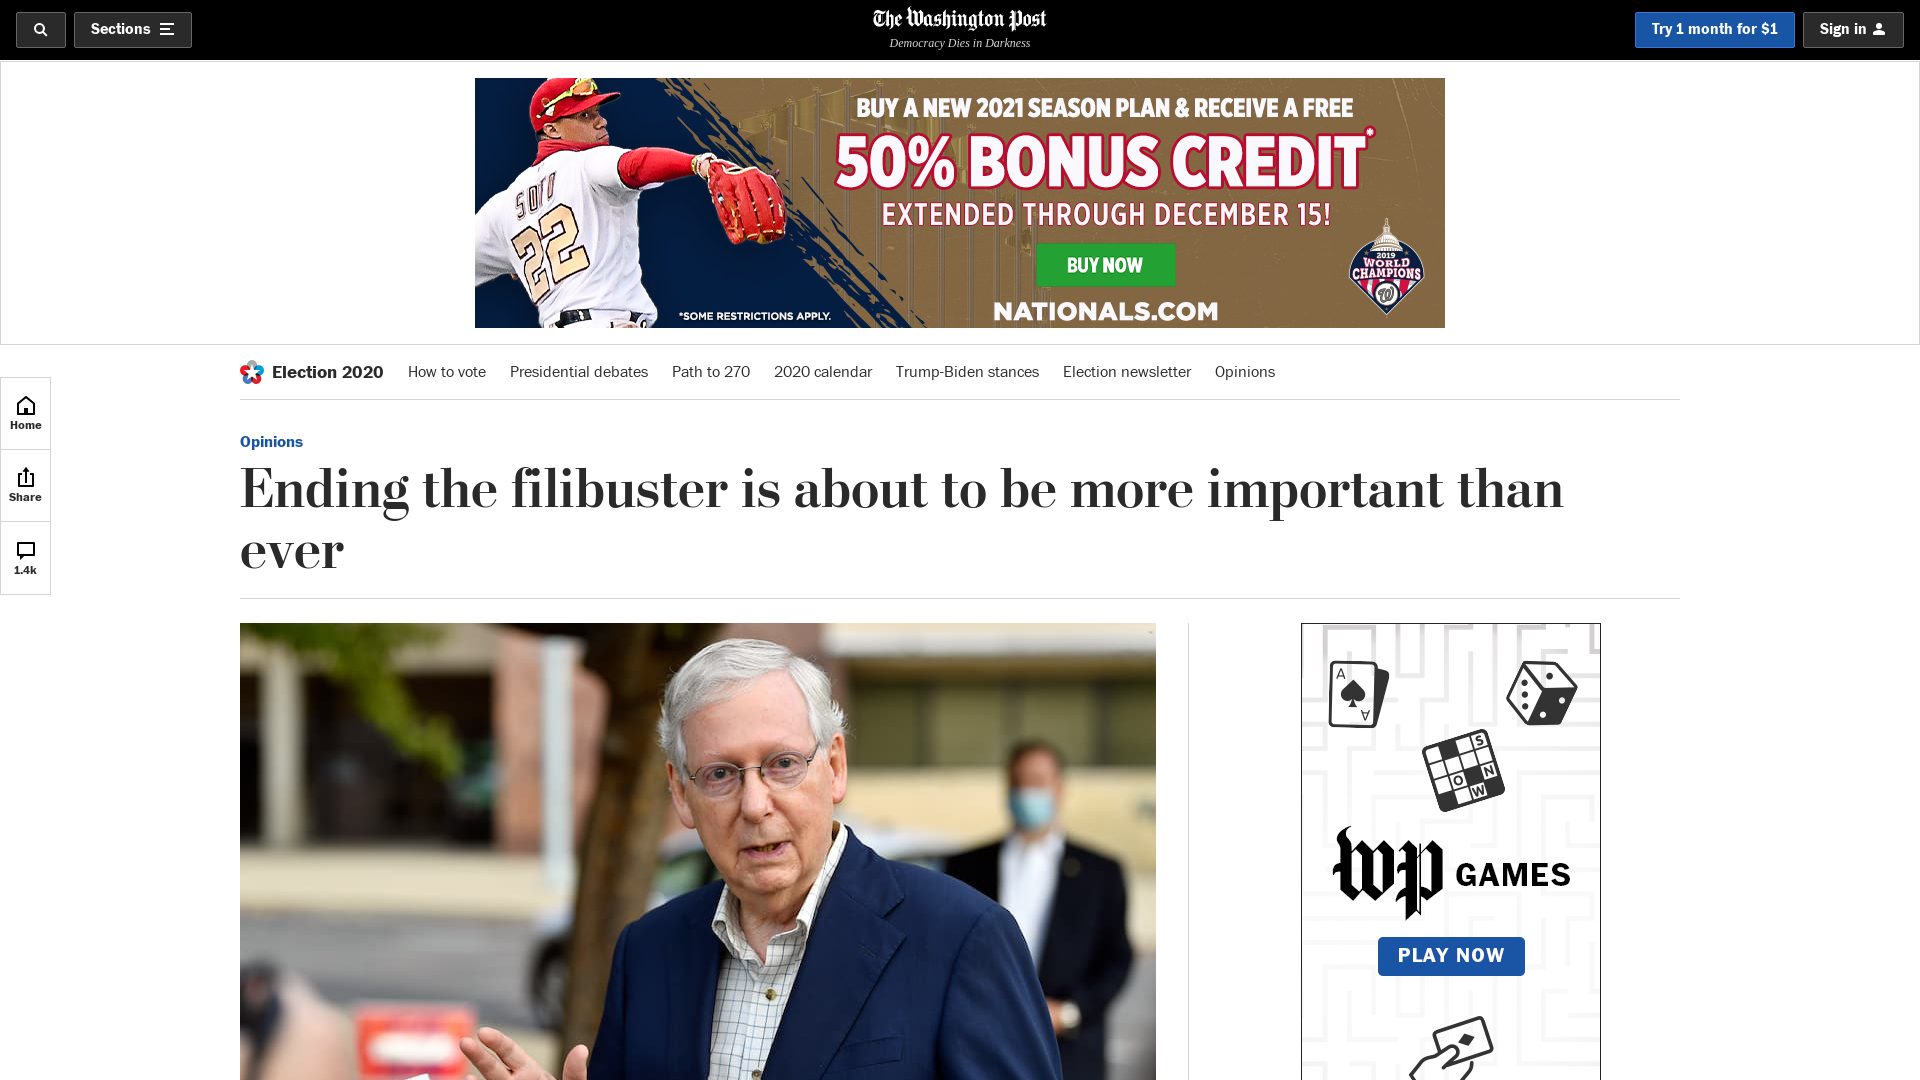 Sections
The Washington Post
Democracy Dies in Darkness
Try 1 month for $1
Sign in
BUY A NEW 2021 SEASON PLAN & RECEIVE A FREE
50% BONUS CREDIT*
EXTENDED THROUGH DECEMBER 15!
BUY NOW
NATIONALS.COM
*SOME RESTRICTIONS APPLY.
SOTO
22
2019
WORLD
CHAMPIONS
W
Election 2020 How to vote Presidential debates Path to 270 2020 calendar Trump-Biden stances Election newsletter Opinions
Home
Share
1.4k
Opinions
Ending the filibuster is about to be more important than
ever
A
A
S
O N
W
wp GAMES
PLAY NOW